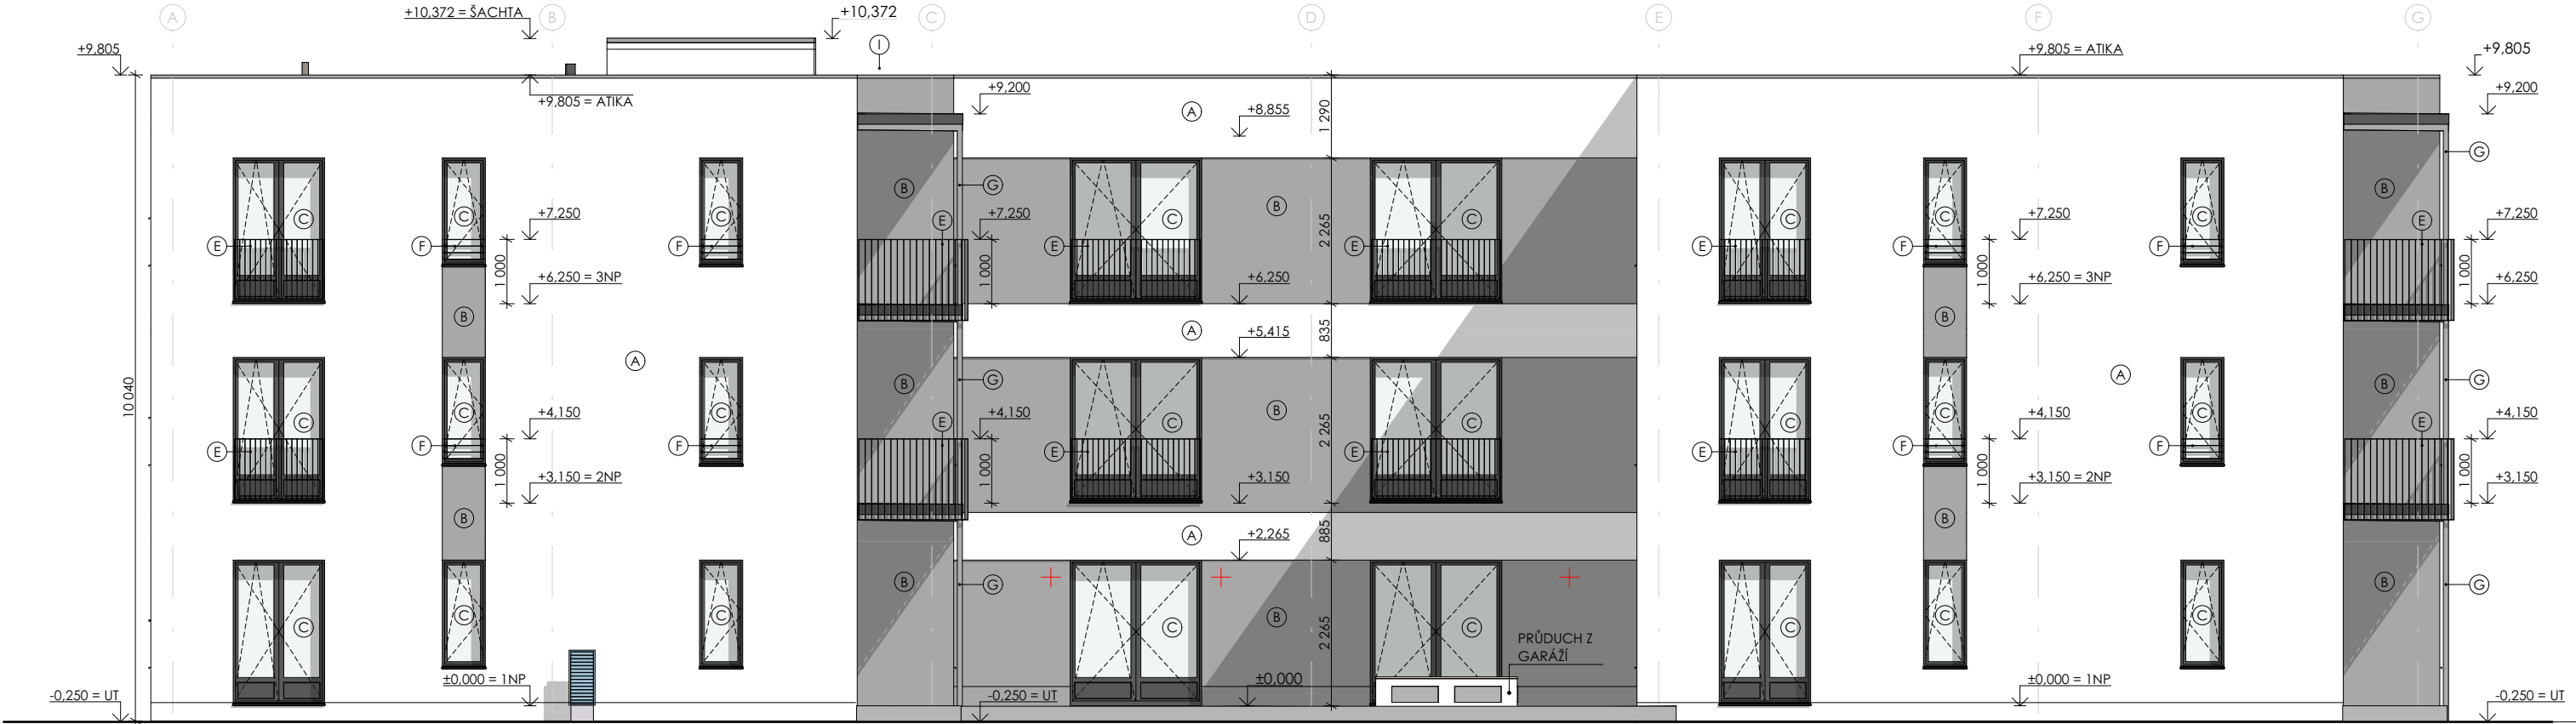 A
B
C
D
E
F
G
+10,372 = ŠACHTA
+10,372
I
+9,805
+9,805 = ATIKA
+9,805 = ATIKA
+9,805
+9,200
+8,855
+9,200
A
1 290
B
G
B
B
G
C
C
C
E
+7,250
+7,250
C
C
2 265
C
C
C
+7,250
E
+7,250
E
F
F
E
E
E
F
F
1 000
+6,250 = 3NP
1 000
+6,250
1 000
+6,250 = 3NP
1 000
+6,250
B
A
+5,415
835
B
A
A
10 040
B
G
B
B
G
C
C
C
E
+4,150
+4,150
C
C
2 265
C
C
C
+4,150
E
+4,150
E
F
F
E
E
E
F
F
1 000
+3,150 = 2NP
1 000
+3,150
1 000
+3,150 = 2NP
1 000
+3,150
B
A
+2,265
885
B
B
G
B
B
G
C
C
C
C
C
2 265
C
C
C
PRŮDUCH Z
GARÁŽÍ
-0,250 = UT
±0,000 = 1NP
-0,250 = UT
±0,000
±0,000 = 1NP
-0,250 = UT